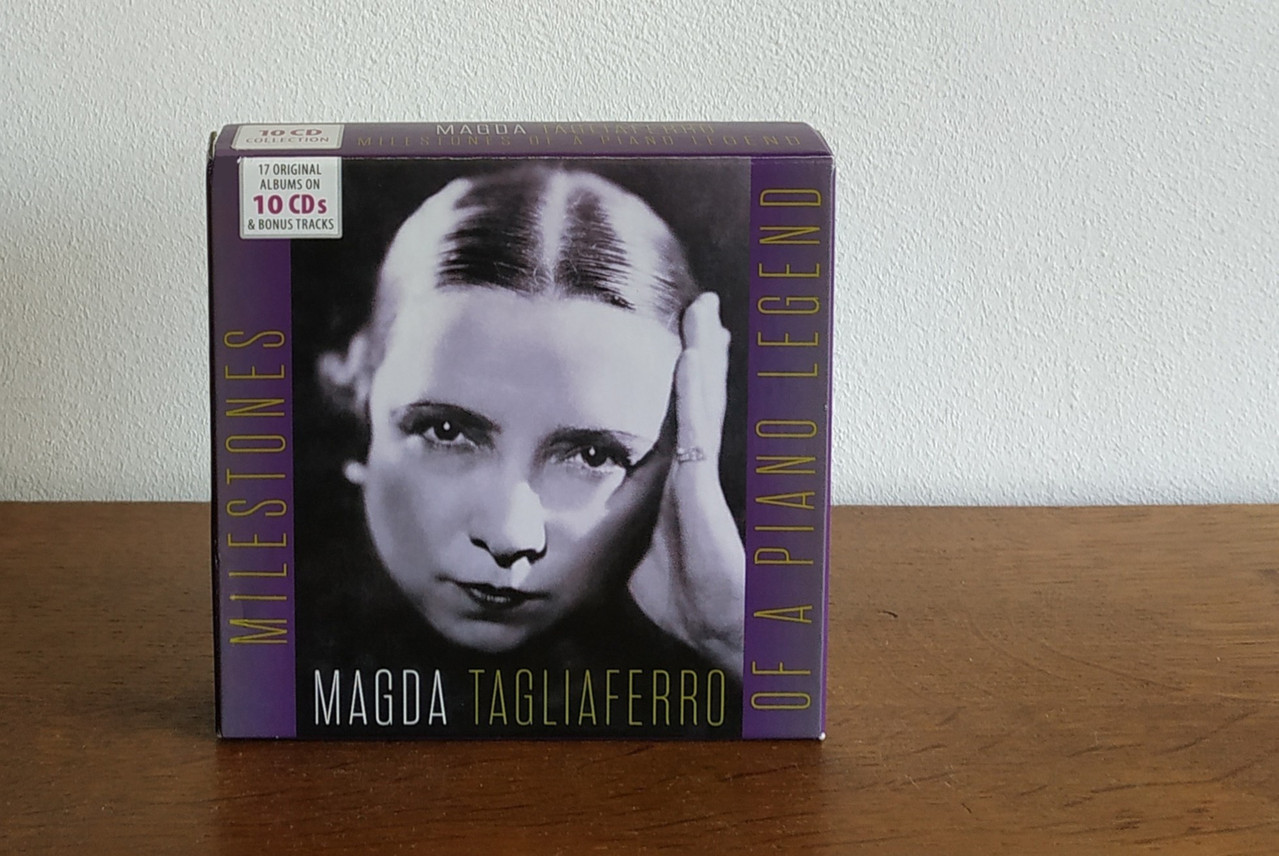 10 CD
COLLECTION
MAGDA TAGLIAFERRO
MILESTONES OF A PIANO LEGEND
17 ORIGINAL
ALBUMS ON
10 CDs
& BONUS TRACKS
MILESTONES
OF A PIANO LEGEND
MAGDA TAGLIAFERRO